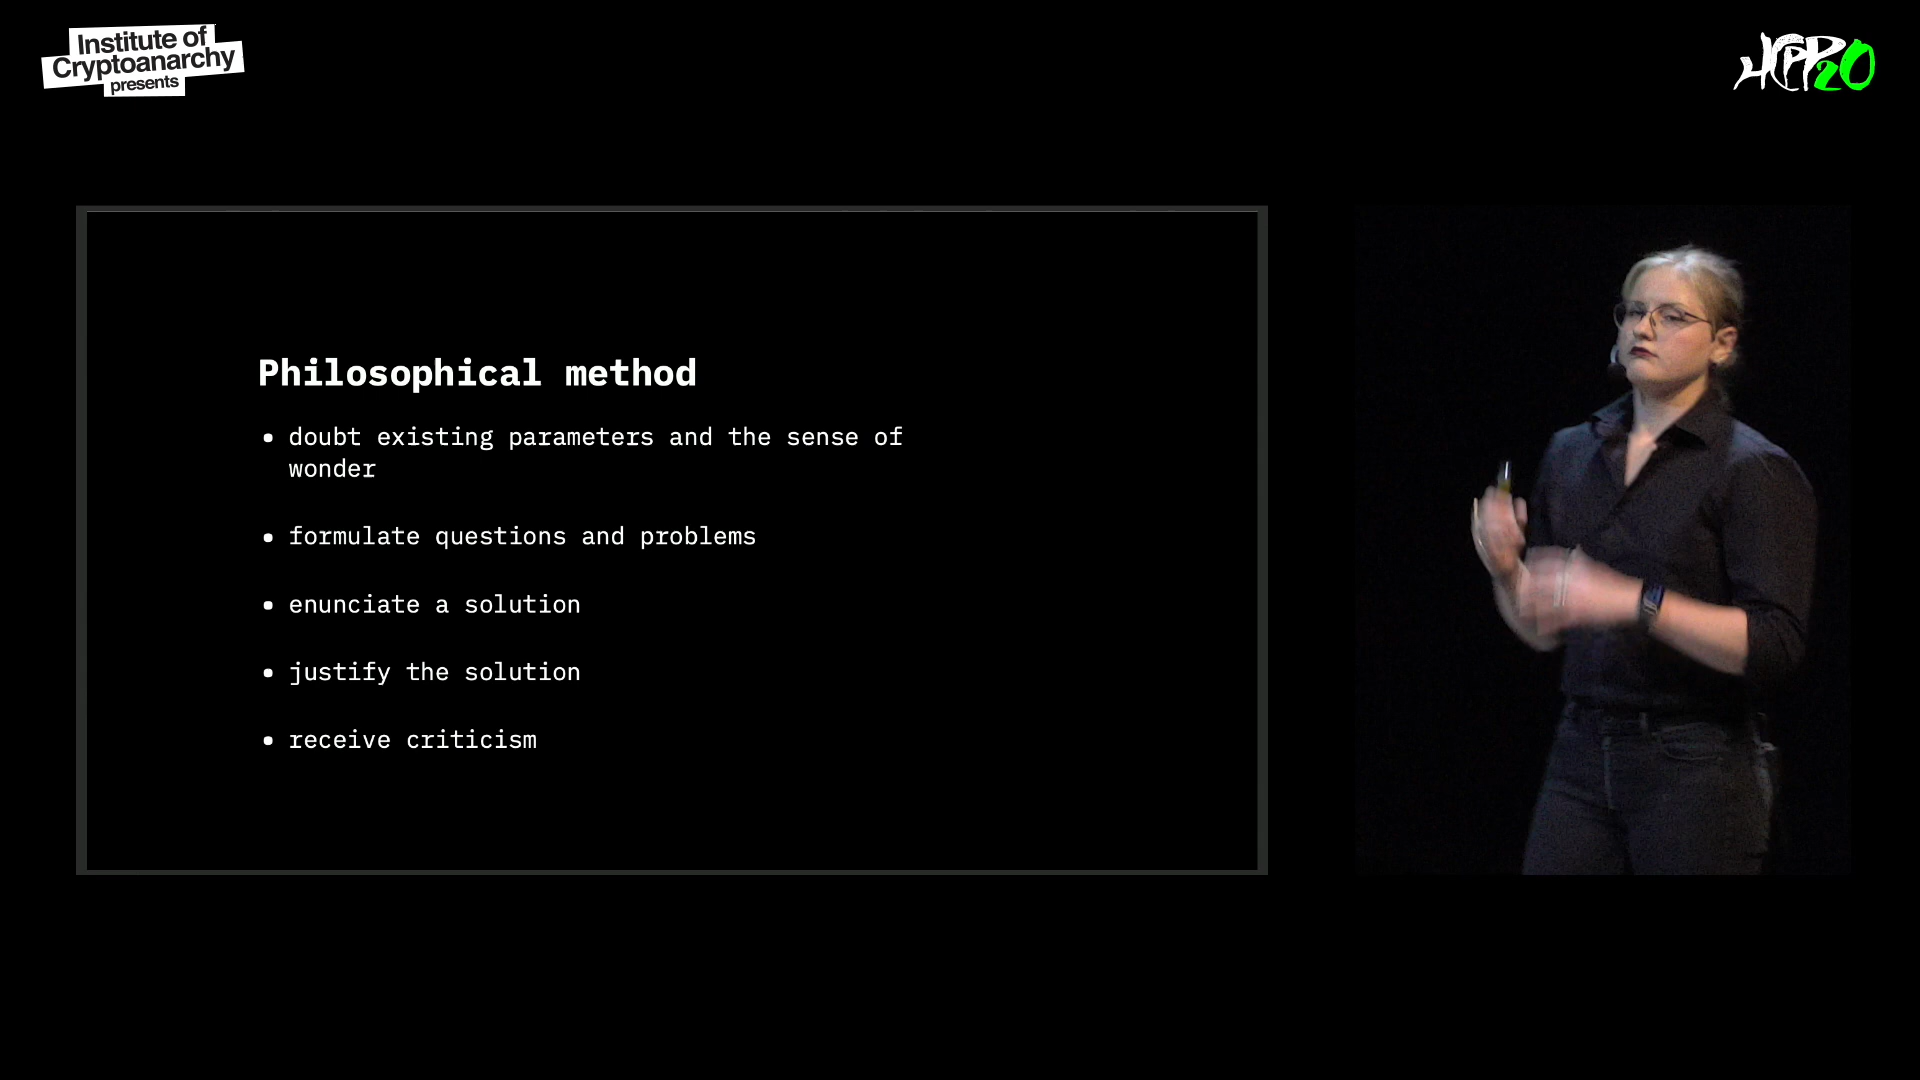 Institute of
Cryptoanarchy
presents
HCPP20
Philosophical method
• doubt existing parameters and the sense of
wonder
• formulate questions and problems
• enunciate a solution
• justify the solution
• receive criticism